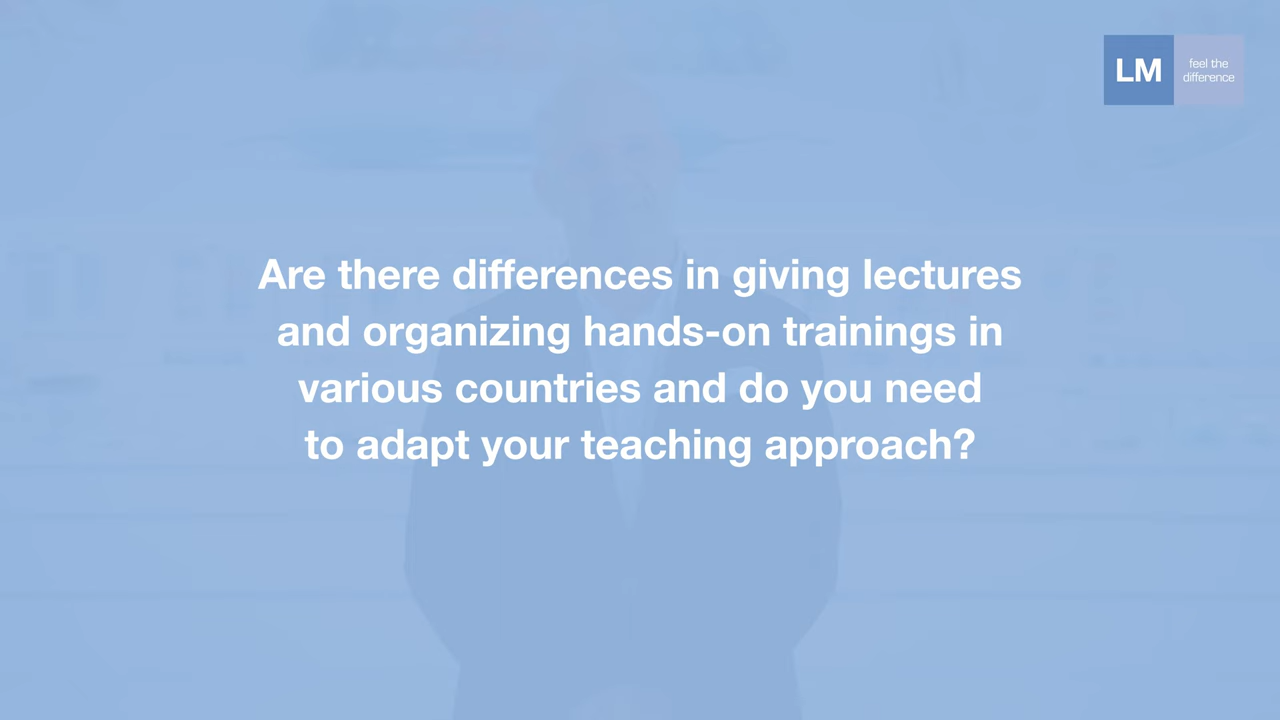 LM
feel the
difference
Are there differences in giving lectures
and organizing hands-on trainings in
various countries and do you need
to adapt your teaching approach?